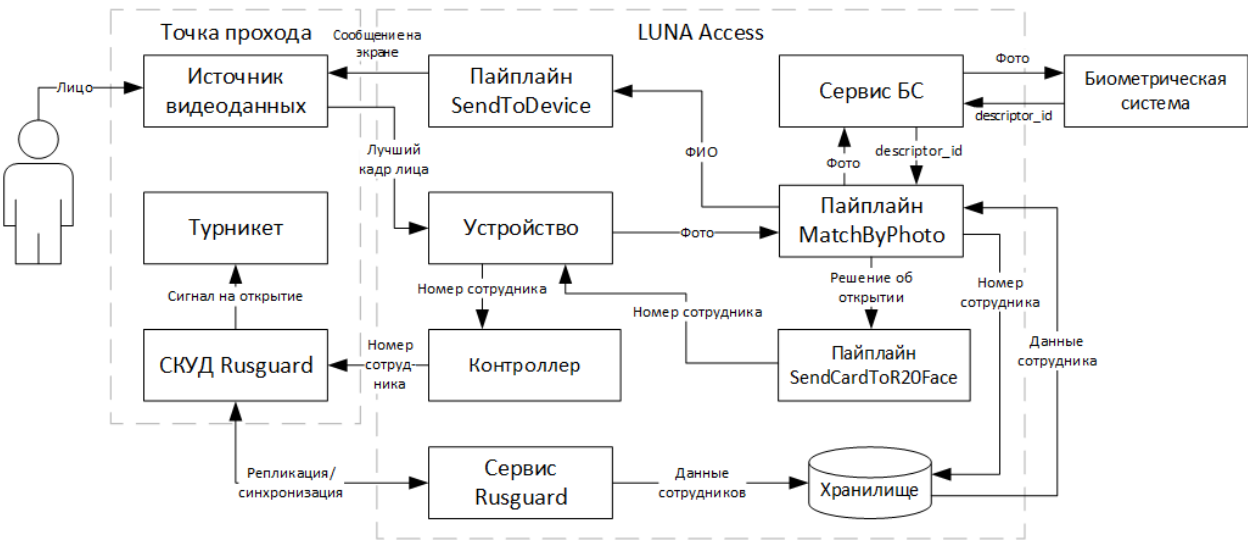 Точка прохода
LUNA Access
Сообщение на
экране
Лицо
Источник
видеоданных
Пайплайн
SendToDevice
Сервис БС
Фото
descriptor_id
Биометрическая
система
Лучший
кадр лица
ФИО
Фото
descriptor_id
Турникет
Устройство
Фото
Пайплайн
MatchByPhoto
Сигнал на открытие
Номер сотрудника
Номер сотрудника
Решение об
открытии
Номер
сотрудника
Данные
сотрудника
СКУД Rusguard
Номер
сотруд-
ника
Контроллер
Пайплайн
SendCardToR20Face
Репликация/
синхронизация
Сервис
Rusguard
Данные
сотрудников
Хранилище